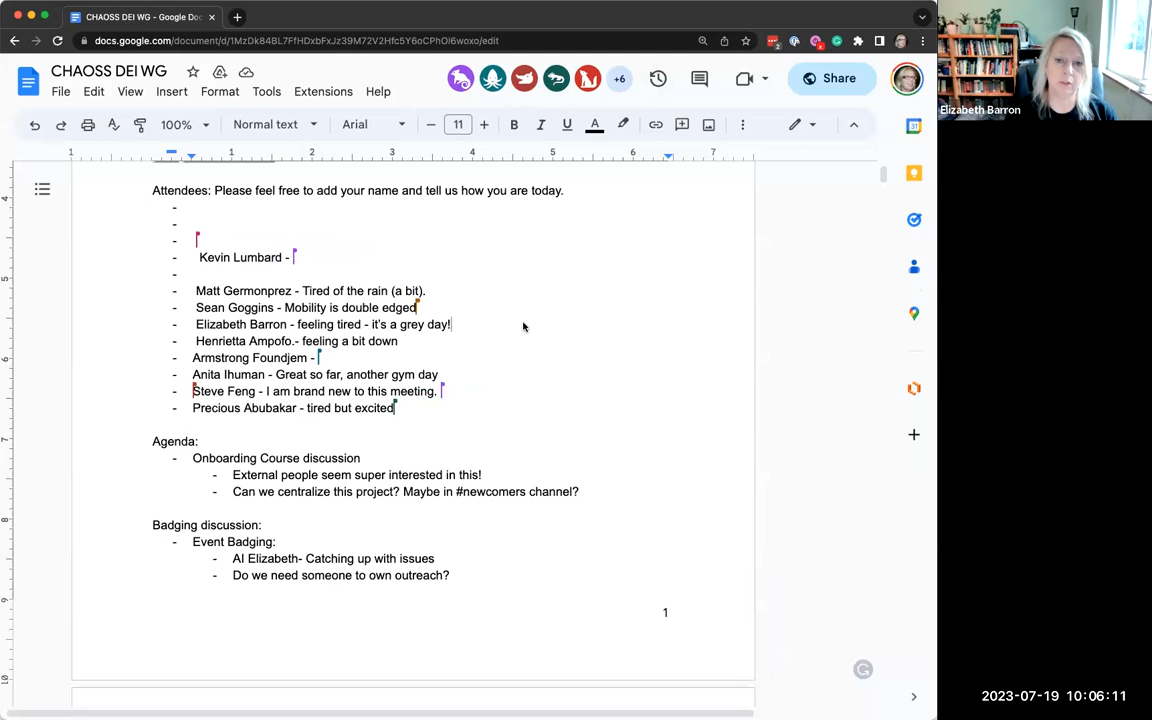 CHAOSS DEI WG - Google Doc
docs.google.com/document/d/1MzDk84BL7FfHDxbFxJz39M72V2Hfc5Y6oCPhOl6woxo/edit
CHAOSS DEI WG
+6
Share
File Edit View Insert Format Tools Extensions Help
100% Normal text Arial 11
Attendees: Please feel free to add your name and tell us how you are today.
-
-
-
- Kevin Lumbard -
-
- Matt Germonprez - Tired of the rain (a bit).
- Sean Goggins - Mobility is double edged
- Elizabeth Barron - feeling tired - it's a grey day!
- Henrietta Ampofo.- feeling a bit down
- Armstrong Foundjem -
- Anita Ihuman - Great so far, another gym day
- Steve Feng - I am brand new to this meeting.
- Precious Abubakar - tired but excited
Agenda:
- Onboarding Course discussion
- External people seem super interested in this!
- Can we centralize this project? Maybe in #newcomers channel?
Badging discussion:
- Event Badging:
- AI Elizabeth- Catching up with issues
- Do we need someone to own outreach?
1
Elizabeth Barron
2023-07-19 10:06:11